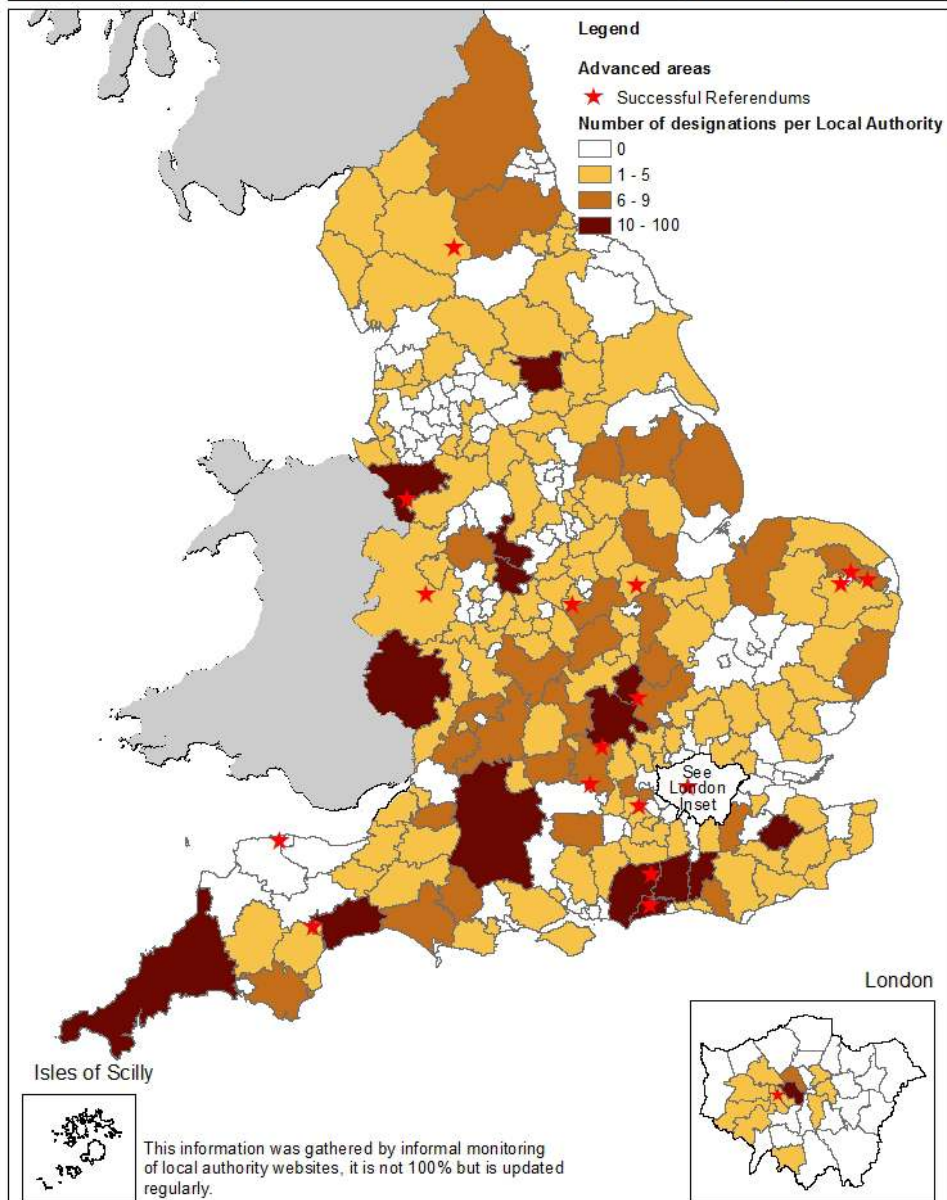 Legend
Advanced areas
Successful Referendums
Number of designations per Local Authority
0
1 - 5
6 - 9
10 - 100
See
London
Inset
London
Isles of Scilly
This information was gathered by informal monitoring
of local authority websites, it is not 100% but is updated
regularly.